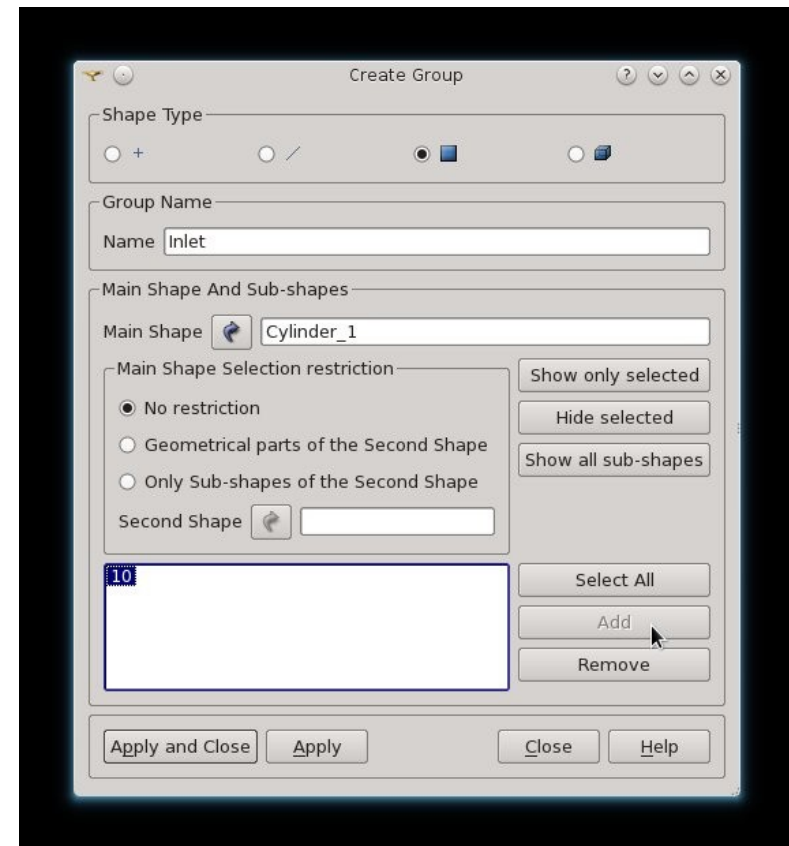 Create Group
Shape Type
Group Name
Name Inlet
Main Shape And Sub-shapes
Main Shape Cylinder_1
Main Shape Selection restriction
No restriction
Geometrical parts of the Second Shape
Only Sub-shapes of the Second Shape
Second Shape
Show only selected
Hide selected
Show all sub-shapes
10
Select All
Add
Remove
Apply and Close Apply Close Help